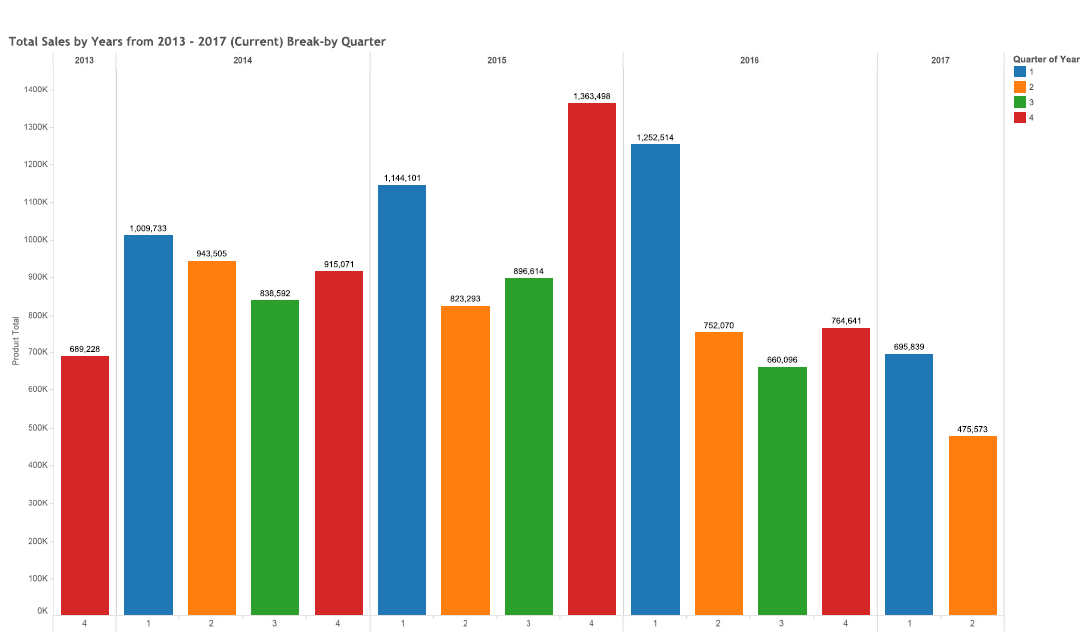 Total Sales by Years from 2013 - 2017 (Current) Break-by Quarter
2013 2014 2015 2016 2017
Quarter of Year
1
2
3
4
Product Total
1400K
1300K
1200K
1100K
1000K
900K
800K
700K
600K
500K
400K
300K
200K
100K
0K
689,228
1,009,733
943,505
838,592
915,071
1,144,101
823,293
896,614
1,363,498
1,252,514
752,070
660,096
764,641
695,839
475,573
4 1 2 3 4 1 2 3 4 1 2 3 4 1 2